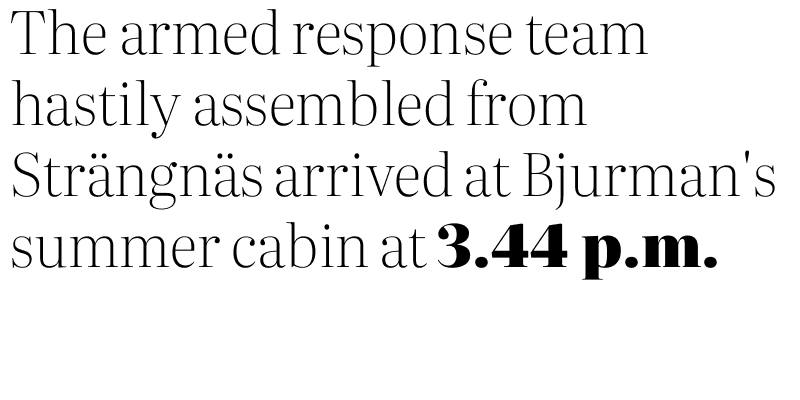 The armed response team
hastily assembled from
Strängnäs arrived at Bjurman's
summer cabin at 3.44 p.m.